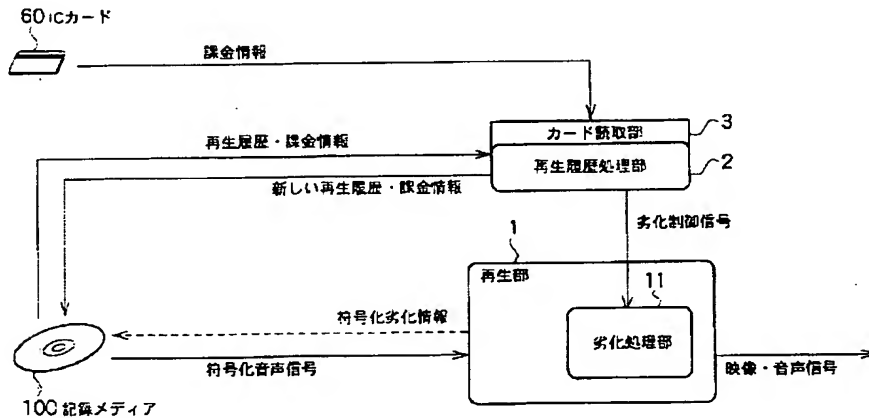 60 ICカード
課金情報
カード読取部
3
再生履歴・課金情報
再生履歴処理部
2
新しい再生履歴・課金情報
劣化制御信号
1
再生部
11
符号化劣化情報
劣化処理部
符号化音声信号
映像・音声信号
100 記録メディア